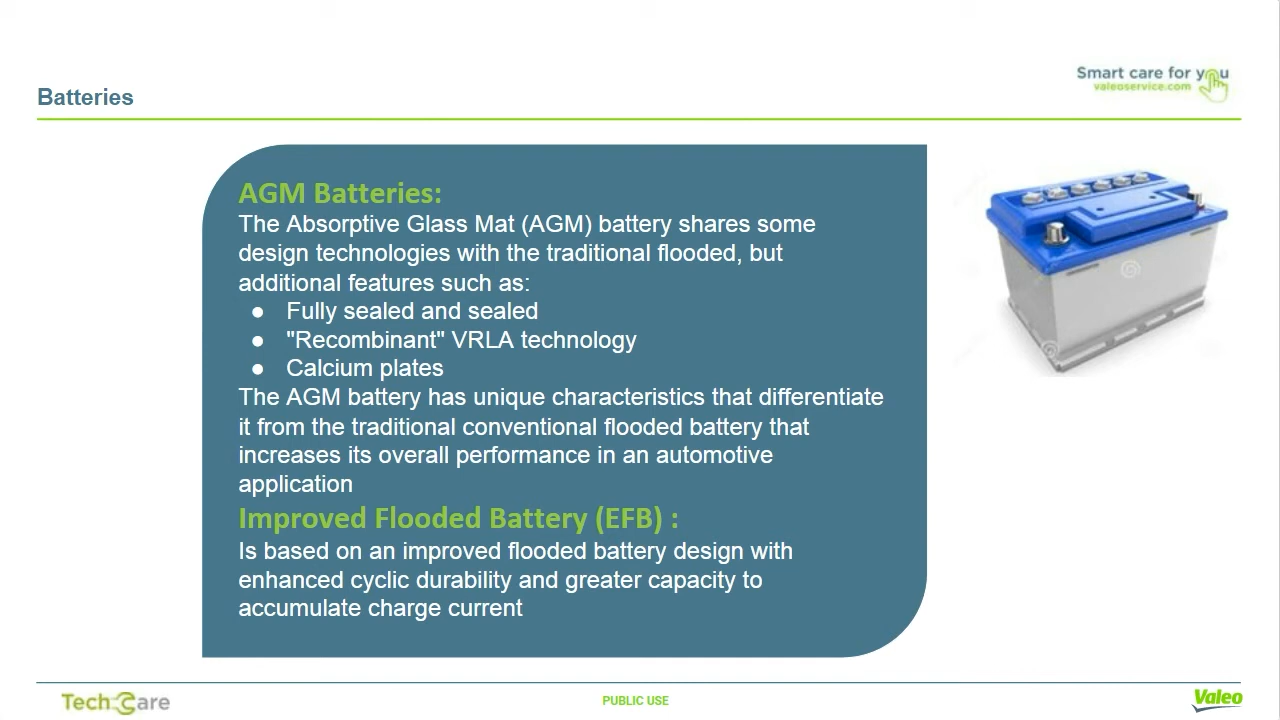 Smart care for you
valeoservice.com
Batteries
AGM Batteries:
The Absorptive Glass Mat (AGM) battery shares some
design technologies with the traditional flooded, but
additional features such as:
● Fully sealed and sealed
● "Recombinant" VRLA technology
● Calcium plates
The AGM battery has unique characteristics that differentiate
it from the traditional conventional flooded battery that
increases its overall performance in an automotive
application
Improved Flooded Battery (EFB) :
Is based on an improved flooded battery design with
enhanced cyclic durability and greater capacity to
accumulate charge current
Tech Care
PUBLIC USE
Valeo